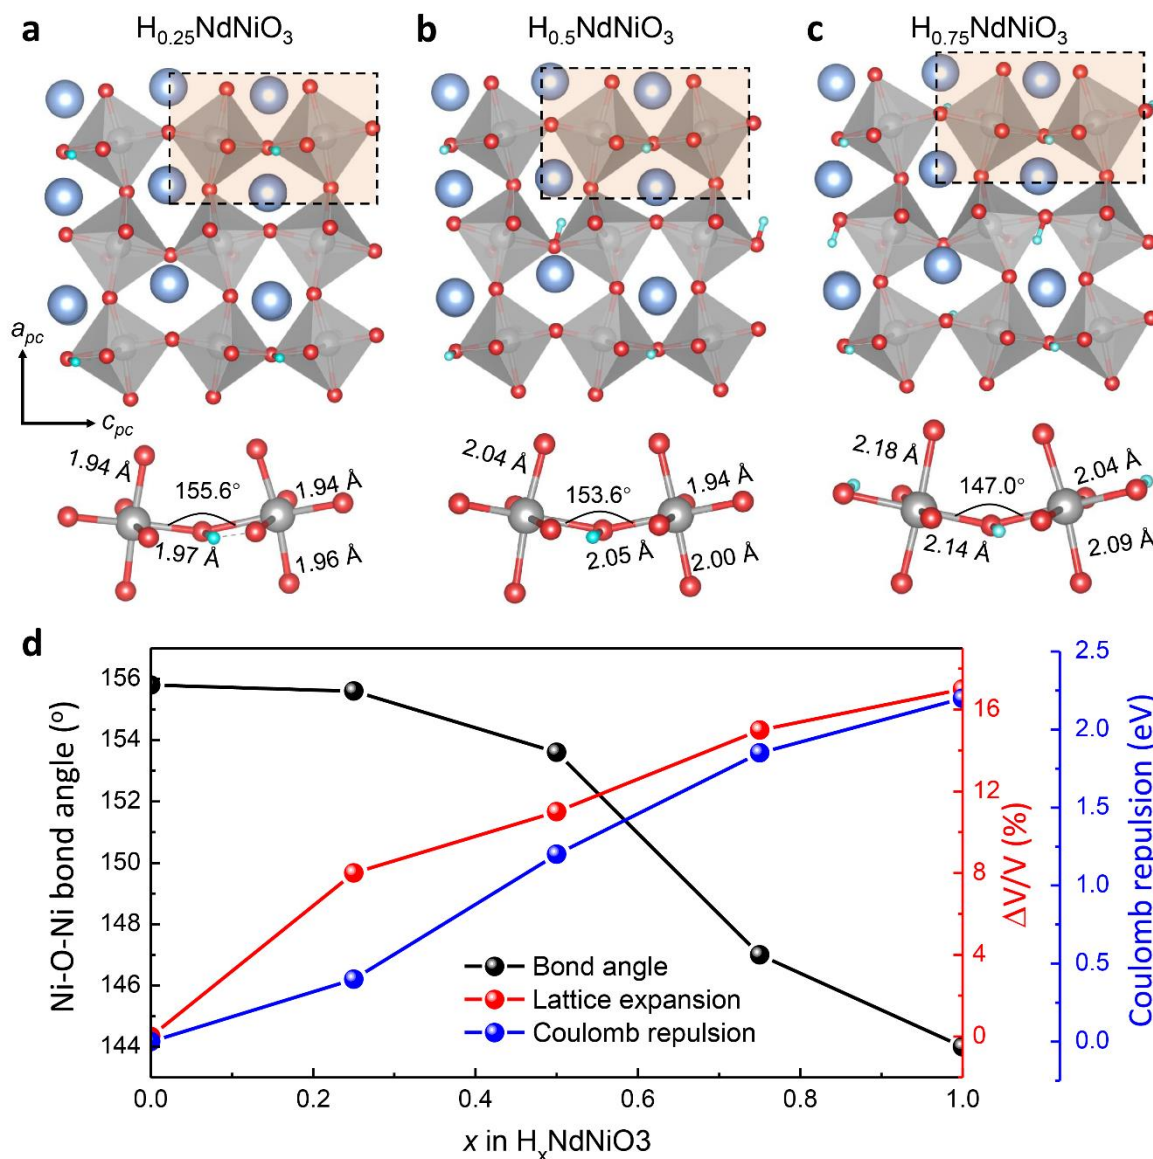 a H₀.₂₅NdNiO₃ b H₀.₅NdNiO₃ c H₀.₇₅NdNiO₃
a_pc
c_pc
1.94 Å 155.6° 1.94 Å 1.97 Å 1.96 Å
2.04 Å 153.6° 1.94 Å 2.05 Å 2.00 Å
2.18 Å 147.0° 2.04 Å 2.14 Å 2.09 Å
d
Ni-O-Ni bond angle (°)
156
154
152
150
148
146
144
Bond angle
Lattice expansion
Coulomb repulsion
16
12
8
4
0
ΔV/V (%)
2.5
2.0
1.5
1.0
0.5
0.0
Coulomb repulsion (eV)
0.0 0.2 0.4 0.6 0.8 1.0
x in HₓNdNiO3